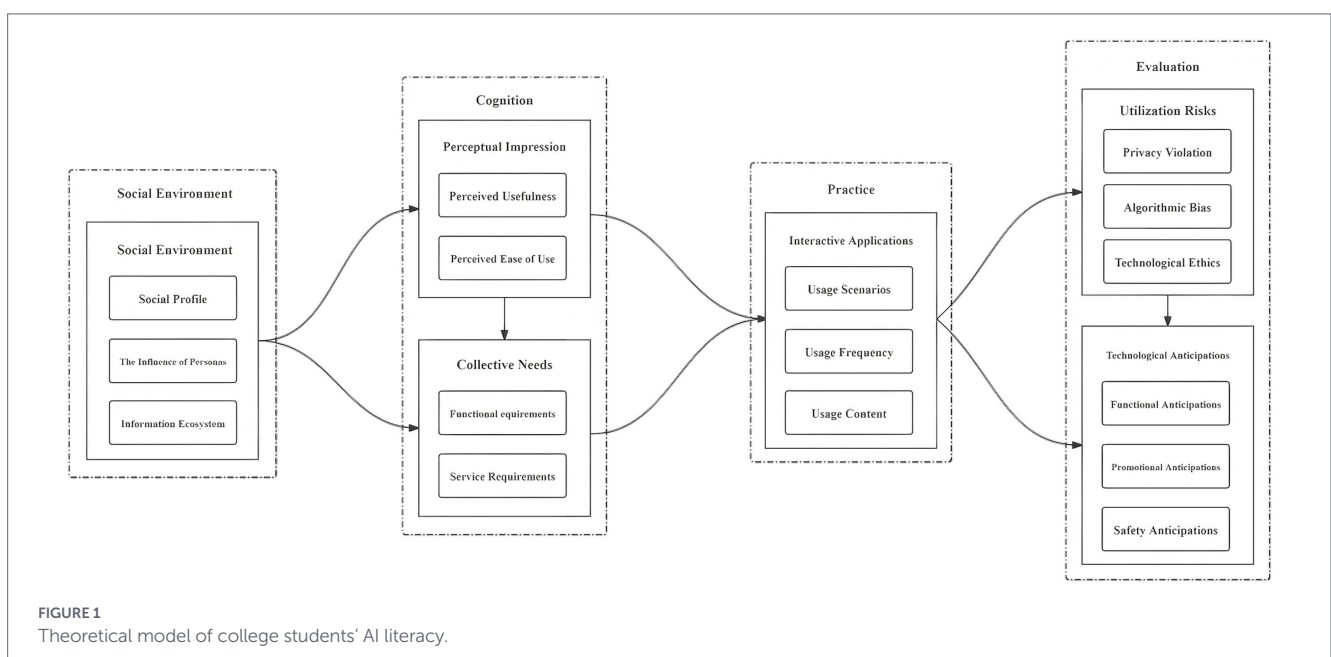 Social Environment
Social Environment
Social Profile
The Influence of Personas
Information Ecosystem
Cognition
Perceptual Impression
Perceived Usefulness
Perceived Ease of Use
Collective Needs
Functional equirements
Service Requirements
Practice
Interactive Applications
Usage Scenarios
Usage Frequency
Usage Content
Evaluation
Utilization Risks
Privacy Violation
Algorithmic Bias
Technological Ethics
Technological Anticipations
Functional Anticipations
Promotional Anticipations
Safety Anticipations
FIGURE 1
Theoretical model of college students’ AI literacy.